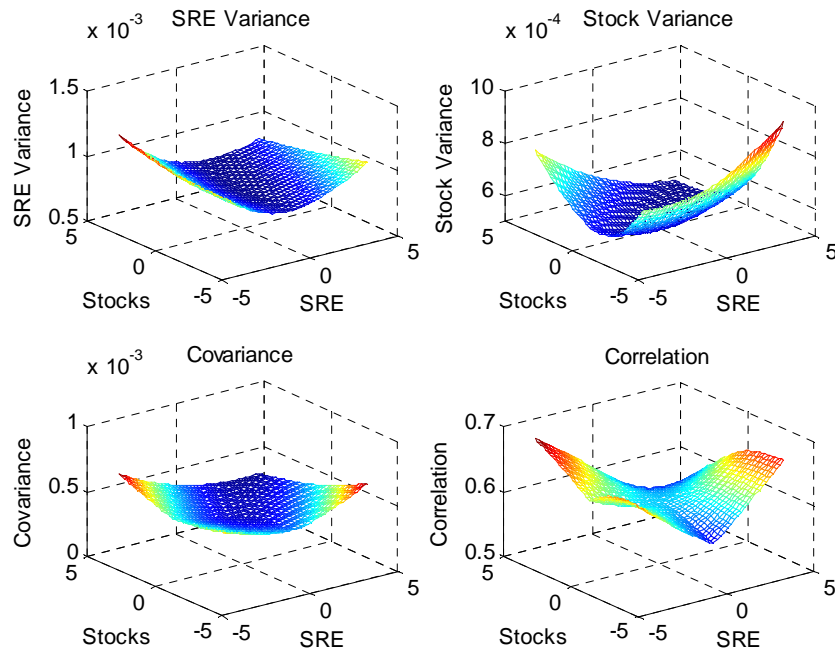 x 10-3
SRE Variance
1.5
1
0.5
SRE Variance
5
0
-5
Stocks
-5
0
5
SRE
x 10-4
Stock Variance
10
8
6
Stock Variance
5
0
-5
Stocks
-5
0
5
SRE
x 10-3
Covariance
1
0.5
0
Covariance
5
0
-5
Stocks
-5
0
5
SRE
Correlation
0.7
0.6
0.5
Correlation
5
0
-5
Stocks
-5
0
5
SRE